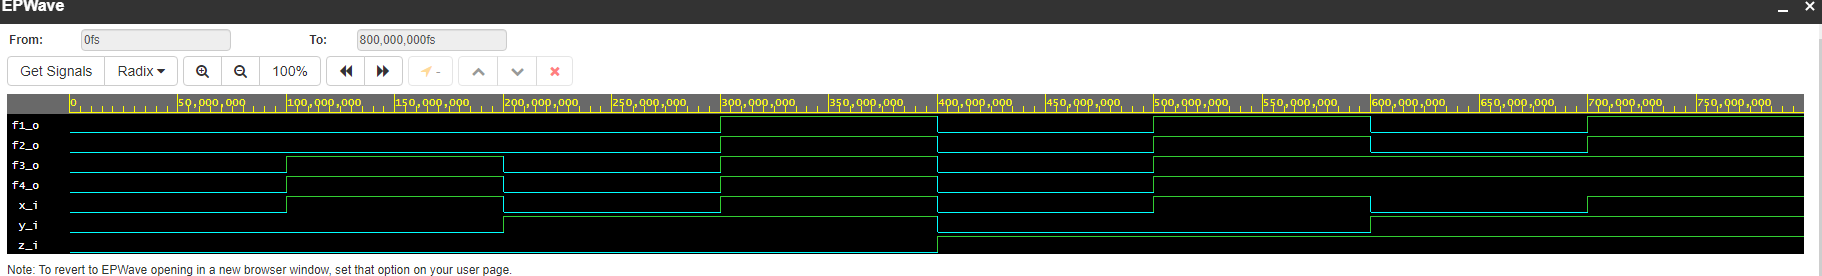 EPWave
From: 0fs To: 800,000,000fs
Get Signals Radix 100% -
0 50,000,000 100,000,000 150,000,000 200,000,000 250,000,000 300,000,000 350,000,000 400,000,000 450,000,000 500,000,000 550,000,000 600,000,000 650,000,000 700,000,000 750,000,000
f1_o
f2_o
f3_o
f4_o
x_i
y_i
z_i
Note: To revert to EPWave opening in a new browser window, set that option on your user page.